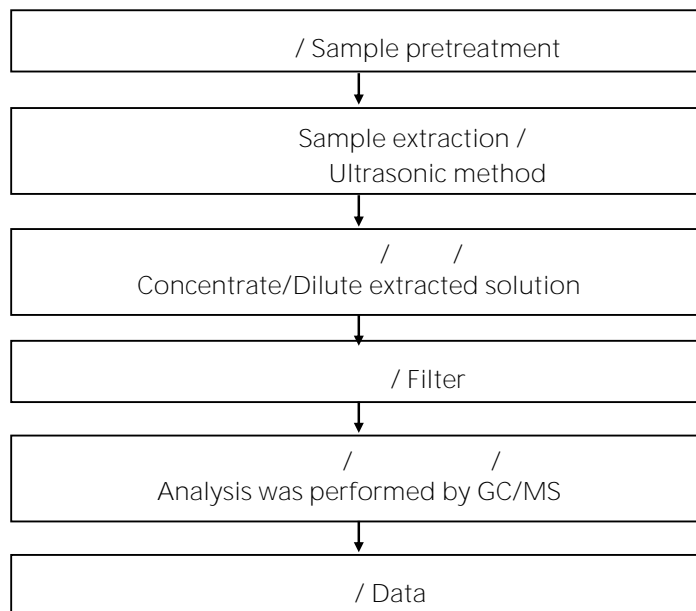 / Sample pretreatment
Sample extraction /
Ultrasonic method
/ /
Concentrate/Dilute extracted solution
/ Filter
/ /
Analysis was performed by GC/MS
/ Data